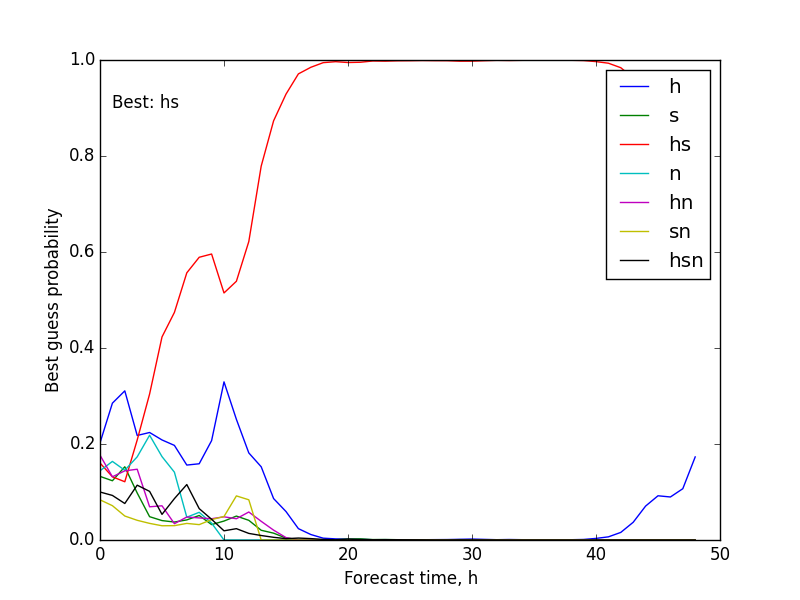 1.0
Best: hs
0.8
0.6
0.4
0.2
0.0
Best guess probability
0 10 20 30 40 50
Forecast time, h
h
s
hs
n
hn
sn
hsn